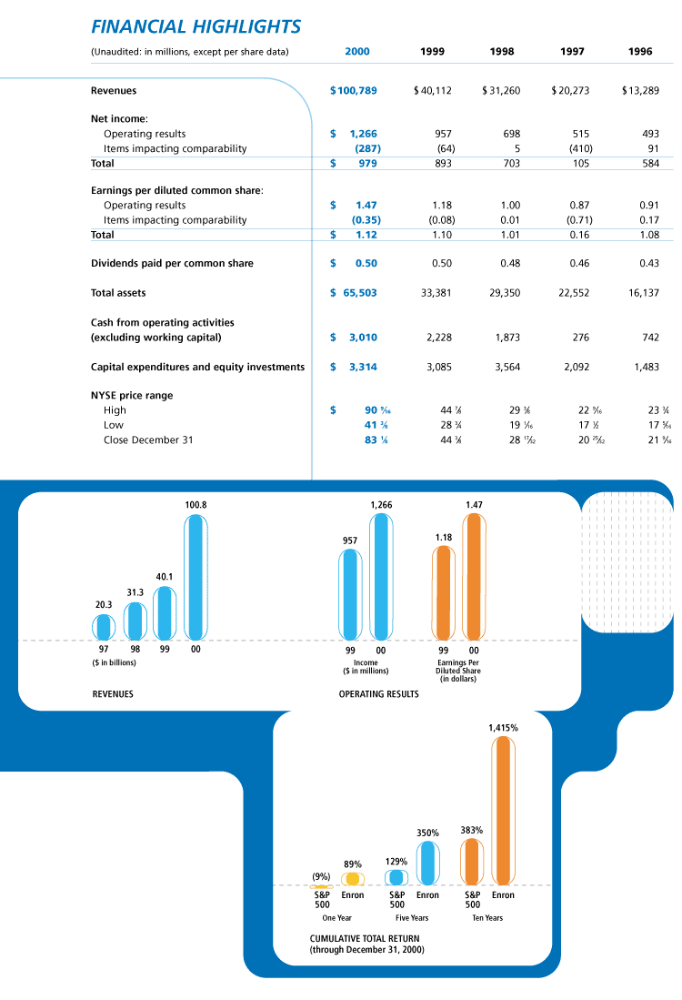 FINANCIAL HIGHLIGHTS
(Unaudited: in millions, except per share data) 2000 1999 1998 1997 1996
Revenues $100,789 $40,112 $31,260 $20,273 $13,289
Net income:
Operating results $ 1,266 957 698 515 493
Items impacting comparability (287) (64) 5 (410) 91
Total $ 979 893 703 105 584
Earnings per diluted common share:
Operating results $ 1.47 1.18 1.00 0.87 0.91
Items impacting comparability (0.35) (0.08) 0.01 (0.71) 0.17
Total $ 1.12 1.10 1.01 0.16 1.08
Dividends paid per common share $ 0.50 0.50 0.48 0.46 0.43
Total assets $ 65,503 33,381 29,350 22,552 16,137
Cash from operating activities
(excluding working capital) $ 3,010 2,228 1,873 276 742
Capital expenditures and equity investments $ 3,314 3,085 3,564 2,092 1,483
NYSE price range
High $ 90 9/16 44 7/8 29 3/8 22 9/16 23 3/4
Low 41 3/8 28 3/4 19 1/16 17 1/2 17 5/16
Close December 31 83 1/8 44 3/8 28 17/32 20 25/32 21 9/16
20.3 31.3 40.1 100.8
97 98 99 00
($ in billions)
REVENUES
957 1,266 1.18 1.47
99 00 99 00
Income
($ in millions)
Earnings Per
Diluted Share
(in dollars)
OPERATING RESULTS
(9%) 89% 129% 350% 383% 1,415%
S&P
500
Enron
S&P
500
Enron
S&P
500
Enron
One Year Five Years Ten Years
CUMULATIVE TOTAL RETURN
(through December 31, 2000)